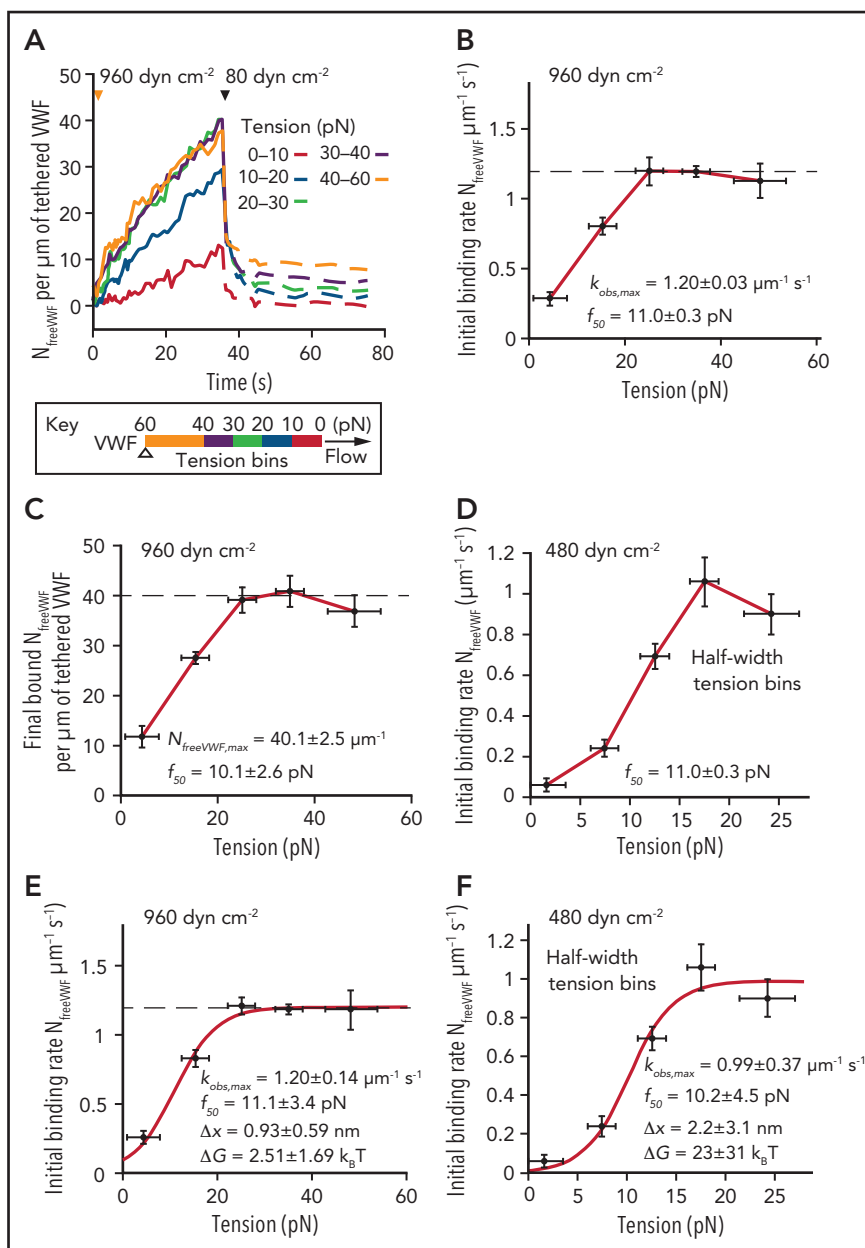 A
960 dyn cm-2
80 dyn cm-2
50
40
30
20
10
0
N freeVWF per µm of tethered VWF
Tension (pN)
0–10
10–20
20–30
30–40
40–60
0
20
40
60
80
Time (s)
Key
60
40
30
20
10
0
(pN)
VWF
Tension bins
Flow
B
960 dyn cm-2
Initial binding rate N freeVWF µm–1 s–1
1.5
1.2
0.5
0
k obs,max = 1.20±0.03 µm–1 s–1
f50 = 11.0±0.3 pN
0
20
40
60
Tension (pN)
C
960 dyn cm-2
Final bound N freeVWF
per µm of tethered VWF
50
40
30
20
10
0
N freeVWF,max = 40.1±2.5 µm-1
f50 = 10.1±2.6 pN
0
20
40
60
Tension (pN)
D
480 dyn cm-2
Initial binding rate N freeVWF (µm–1 s–1)
1.2
1
0.8
0.6
0.4
0.2
0
Half-width
tension bins
f50 = 11.0±0.3 pN
0
5
10
15
20
25
Tension (pN)
E
960 dyn cm-2
Initial binding rate N freeVWF µm–1 s–1
1.5
1.2
0.5
0
k obs,max = 1.20±0.14 µm–1 s–1
f50 = 11.1±3.4 pN
Δx = 0.93±0.59 nm
ΔG = 2.51±1.69 kBT
0
20
40
60
Tension (pN)
F
480 dyn cm-2
Initial binding rate N freeVWF µm–1 s–1
1.2
1
0.8
0.6
0.4
0.2
0
Half-width
tension bins
k obs,max = 0.99±0.37 µm–1 s–1
f50 = 10.2±4.5 pN
Δx = 2.2±3.1 nm
ΔG = 23±31 kBT
0
5
10
15
20
25
Tension (pN)